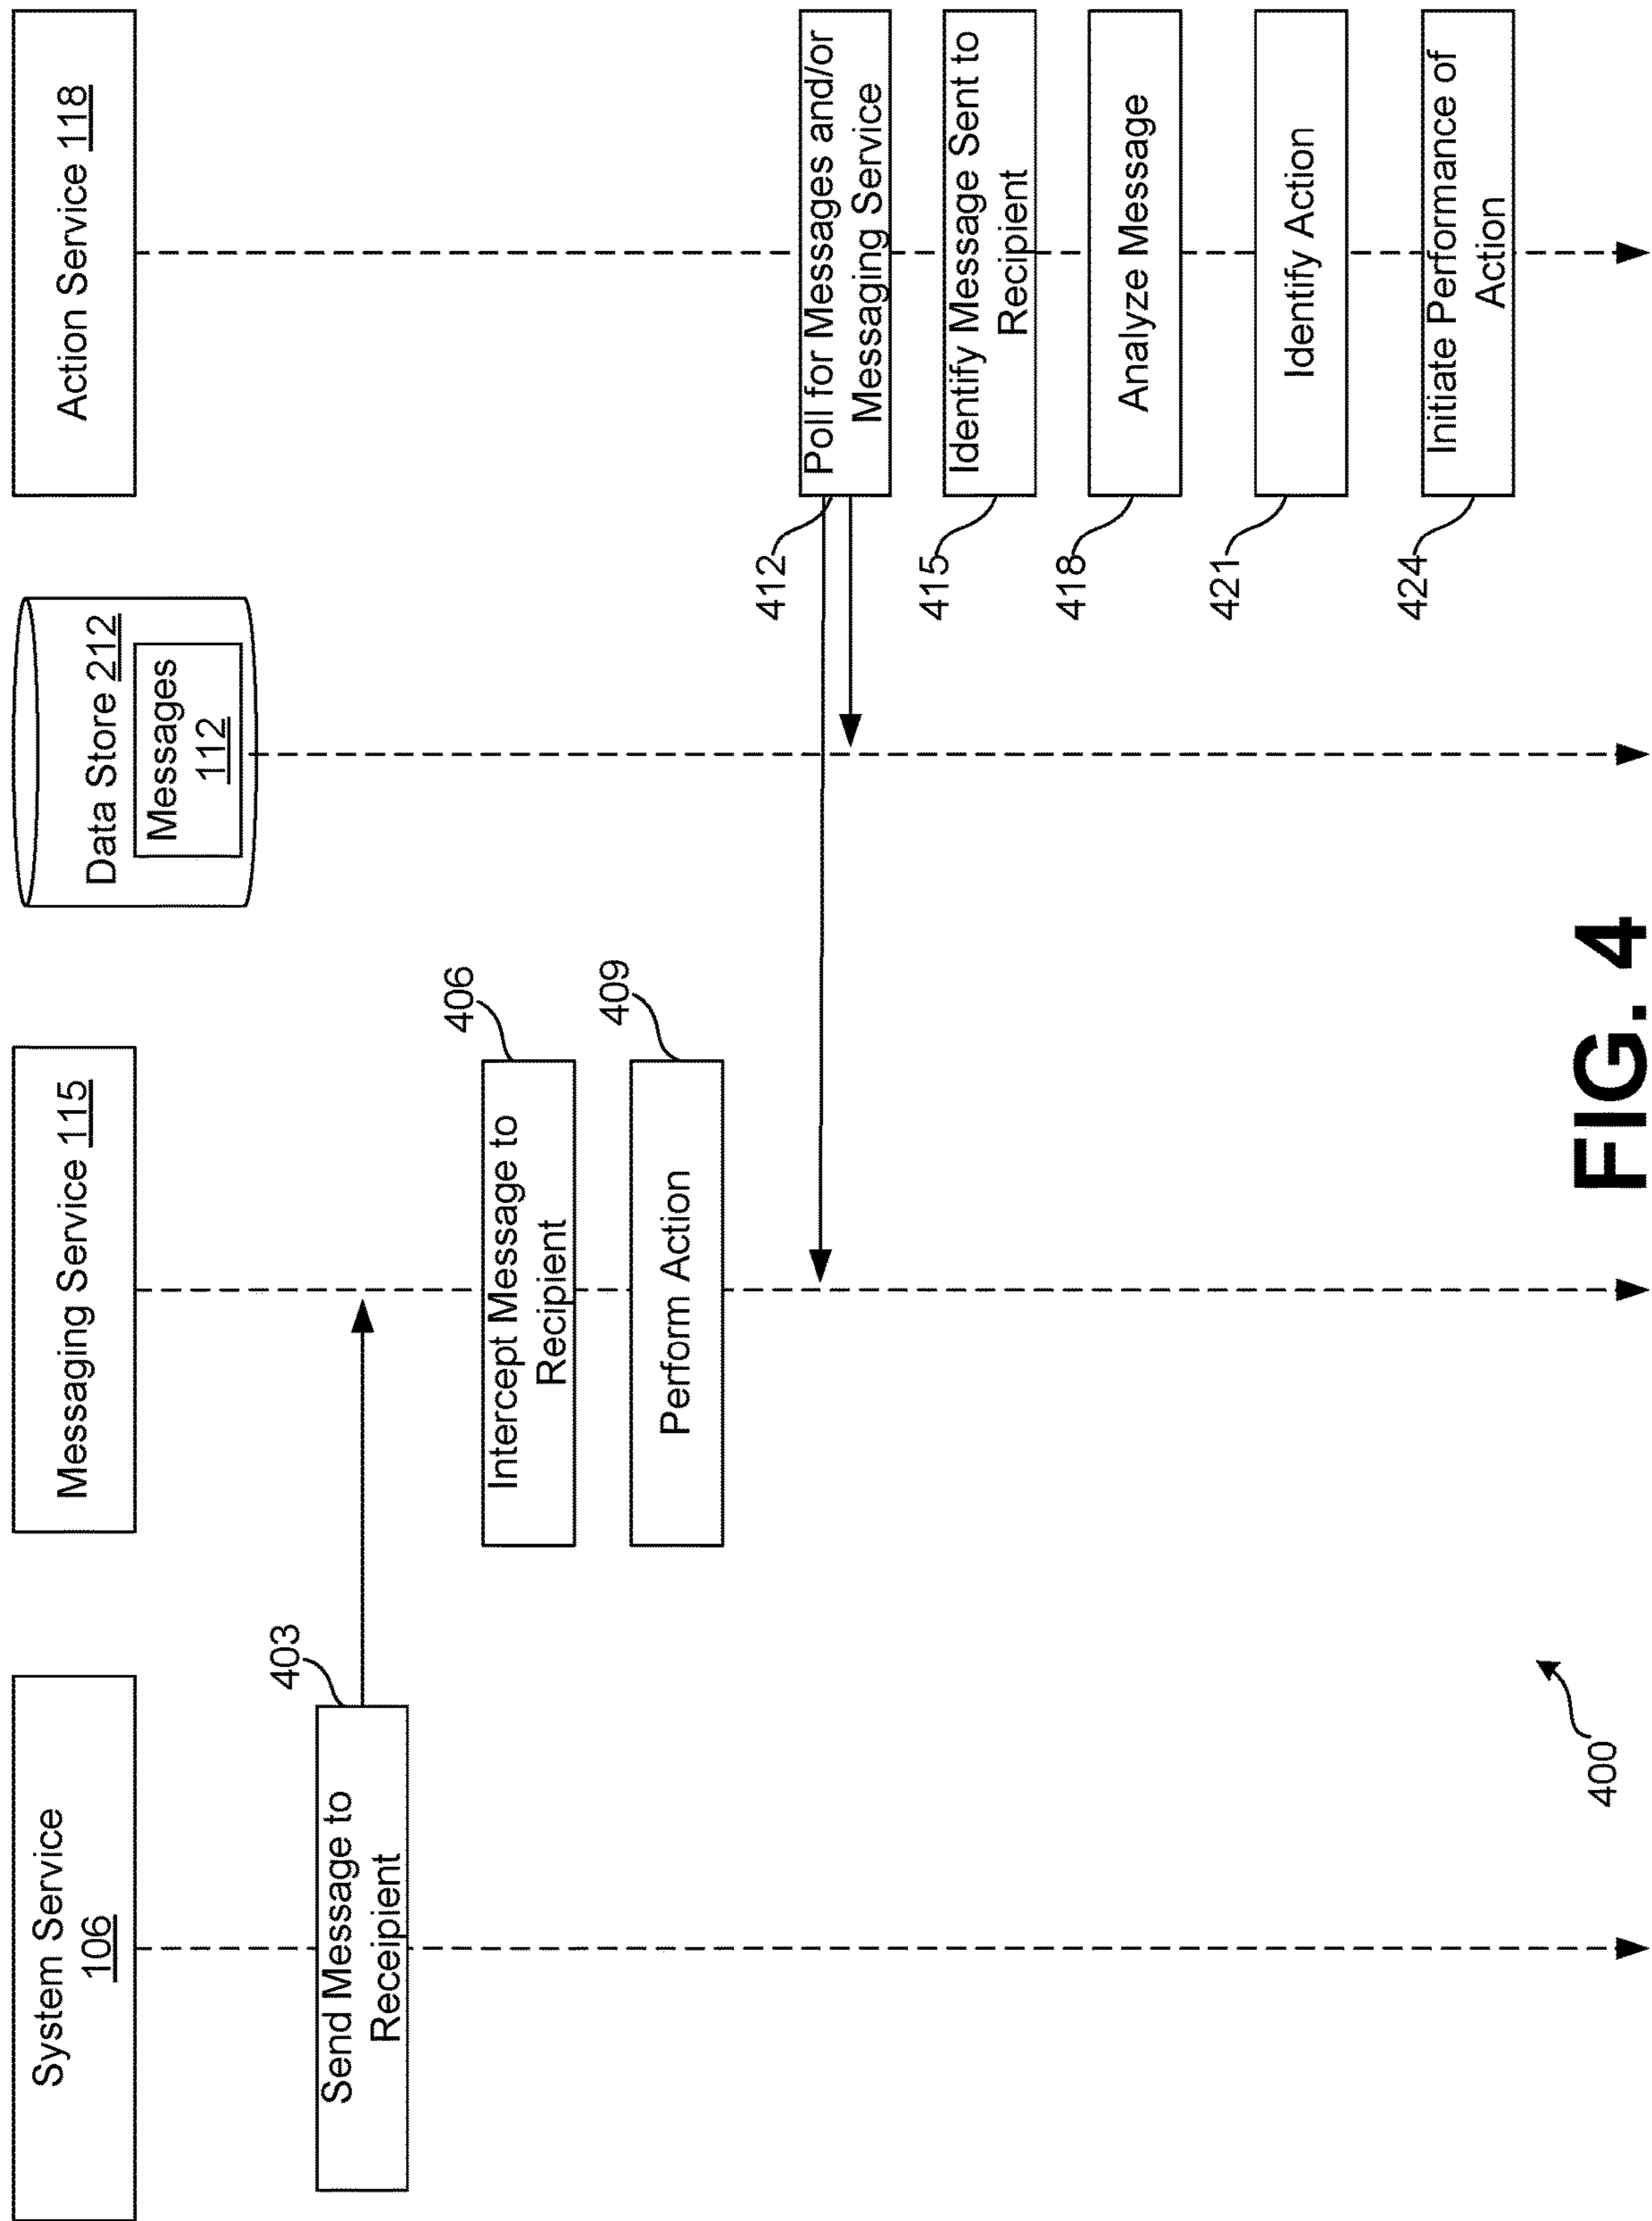 System Service
106
Messaging Service 115
Data Store 212
Messages
112
Action Service 118
403
Send Message to
Receipient
406
Intercept Message to
Recipient
409
Perform Action
412
Poll for Messages and/or
Messaging Service
415
Identify Message Sent to
Recipient
418
Analyze Message
421
Identify Action
424
Initiate Performance of
Action
400
FIG. 4